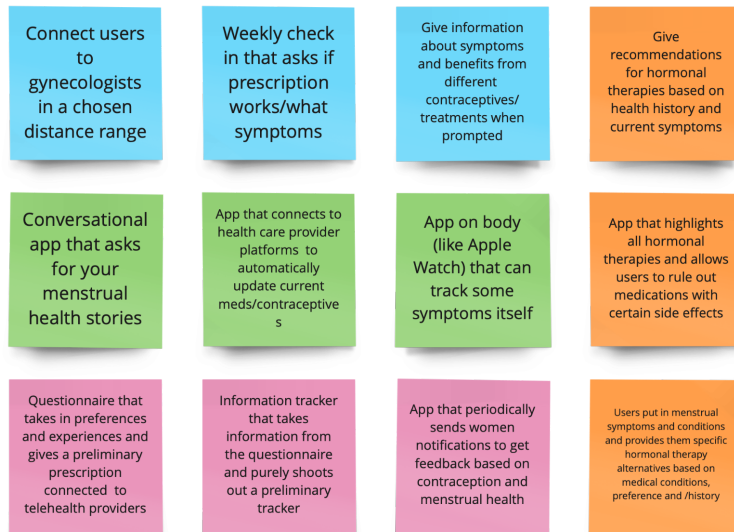 Connect users
to
gynecologists
in a chosen
distance range
Weekly check
in that asks if
prescription
works/what
symptoms
Give information
about symptoms
and benefits from
different
contraceptives/
treatments when
prompted
Give
recommendations
for hormonal
therapies based on
health history and
current symptoms
Conversational
app that asks
for your
menstrual
health stories
App that connects to
health care provider
platforms to
automatically
update current
meds/contraceptive
s
App on body
(like Apple
Watch) that can
track some
symptoms itself
App that highlights
all hormonal
therapies and allows
users to rule out
medications with
certain side effects
Questionnaire that
takes in preferences
and experiences and
gives a preliminary
prescription
connected to
telehealth providers
Information tracker
that takes
information from
the questionnaire
and purely shoots
out a preliminary
tracker
App that periodically
sends women
notifications to get
feedback based on
contraception and
menstrual health
Users put in menstrual
symptoms and conditions
and provides them specific
hormonal therapy
alternatives based on
medical conditions,
preference and /history